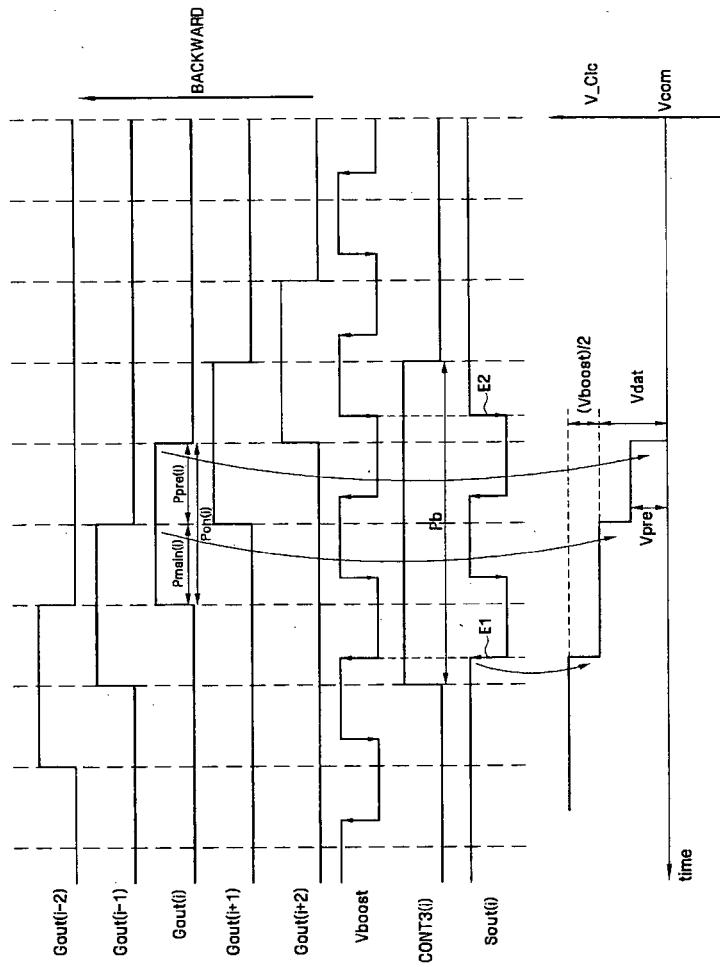 BACKWARD
Gout(i-2)
Gout(i-1)
Gout(i)
Pmain(i)
Ppre(i)
Pon(i)
Gout(i+1)
Gout(i+2)
Vboost
CONT3(i)
Pb
Sout(i)
E1
E2
V_Clc
(Vboost)/2
Vdat
Vpre
Vcom
time